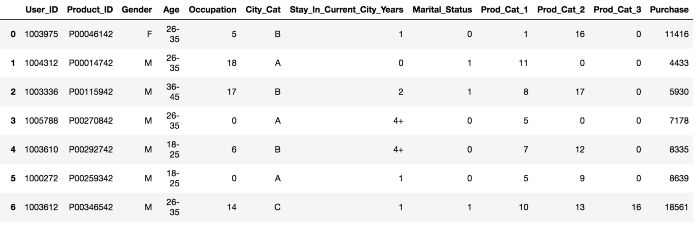 User_ID Product_ID Gender Age Occupation City_Cat Stay_In_Current_City_Years Marital_Status Prod_Cat_1 Prod_Cat_2 Prod_Cat_3 Purchase
0 1003975 P00046142 F 26-35 5 B 1 0 1 16 0 11416
1 1004312 P00014742 M 26-35 18 A 0 1 11 0 0 4433
2 1003336 P00115942 M 36-45 17 B 2 1 8 17 0 5930
3 1005788 P00270842 M 26-35 0 A 4+ 0 5 0 0 7178
4 1003610 P00292742 M 18-25 6 B 4+ 0 7 12 0 8335
5 1000272 P00259342 M 18-25 0 A 1 0 5 9 0 8639
6 1003612 P00346542 M 26-35 14 C 1 1 10 13 16 18561